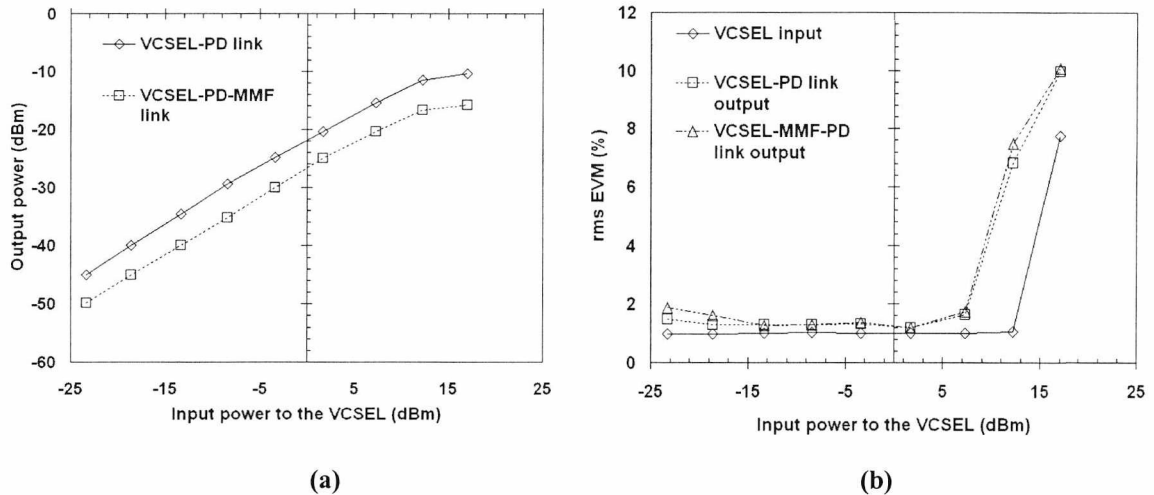 0
-10
-20
-30
-40
-50
-60
Output power (dBm)
VCSEL-PD link
VCSEL-PD-MMF
link
-25
-15
-5
5
15
25
Input power to the VCSEL (dBm)
(a)
12
10
8
6
4
2
0
rms EVM (%)
VCSEL input
VCSEL-PD link
output
VCSEL-MMF-PD
link output
-25
-15
-5
5
15
25
Input power to the VCSEL (dBm)
(b)